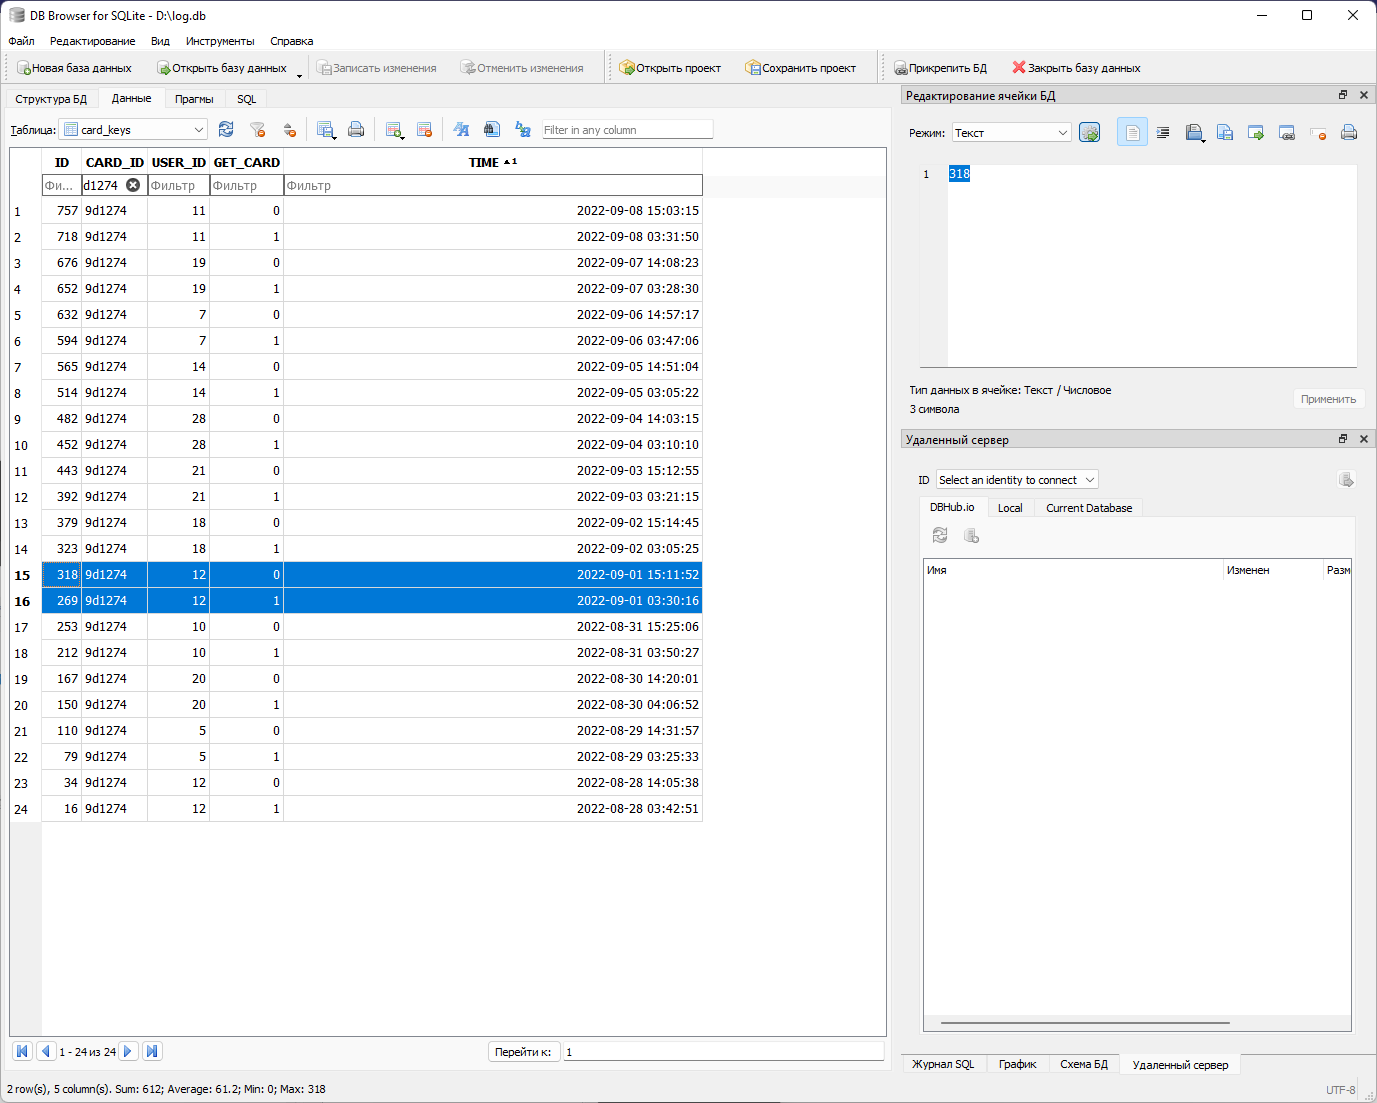 DB Browser for SQLite - D:\log.db
Файл Редактирование Вид Инструменты Справка
Новая база данных Открыть базу данных Записать изменения Отменить изменения Открыть проект Сохранить проект Прикрепить БД Закрыть базу данных
Структура БД Данные Прагмы SQL
Таблица: card_keys Filter in any column
ID CARD_ID USER_ID GET_CARD TIME 1
Фи... d1274 Фильтр Фильтр Фильтр
1 757 9d1274 11 0 2022-09-08 15:03:15
2 718 9d1274 11 1 2022-09-08 03:31:50
3 676 9d1274 19 0 2022-09-07 14:08:23
4 652 9d1274 19 1 2022-09-07 03:28:30
5 632 9d1274 7 0 2022-09-06 14:57:17
6 594 9d1274 7 1 2022-09-06 03:47:06
7 565 9d1274 14 0 2022-09-05 14:51:04
8 514 9d1274 14 1 2022-09-05 03:05:22
9 482 9d1274 28 0 2022-09-04 14:03:15
10 452 9d1274 28 1 2022-09-04 03:10:10
11 443 9d1274 21 0 2022-09-03 15:12:55
12 392 9d1274 21 1 2022-09-03 03:21:15
13 379 9d1274 18 0 2022-09-02 15:14:45
14 323 9d1274 18 1 2022-09-02 03:05:25
15 318 9d1274 12 0 2022-09-01 15:11:52
16 269 9d1274 12 1 2022-09-01 03:30:16
17 253 9d1274 10 0 2022-08-31 15:25:06
18 212 9d1274 10 1 2022-08-31 03:50:27
19 167 9d1274 20 0 2022-08-30 14:20:01
20 150 9d1274 20 1 2022-08-30 04:06:52
21 110 9d1274 5 0 2022-08-29 14:31:57
22 79 9d1274 5 1 2022-08-29 03:25:33
23 34 9d1274 12 0 2022-08-28 14:05:38
24 16 9d1274 12 1 2022-08-28 03:42:51
1 - 24 из 24 Перейти к: 1
Редактирование ячейки БД
Режим: Текст
1 318
Тип данных в ячейке: Текст / Числовое
3 символа
Применить
Удаленный сервер
ID Select an identity to connect
DBHub.io Local Current Database
Имя Изменен Разм
Журнал SQL График Схема БД Удаленный сервер
2 row(s), 5 column(s). Sum: 612; Average: 61.2; Min: 0; Max: 318
UTF-8